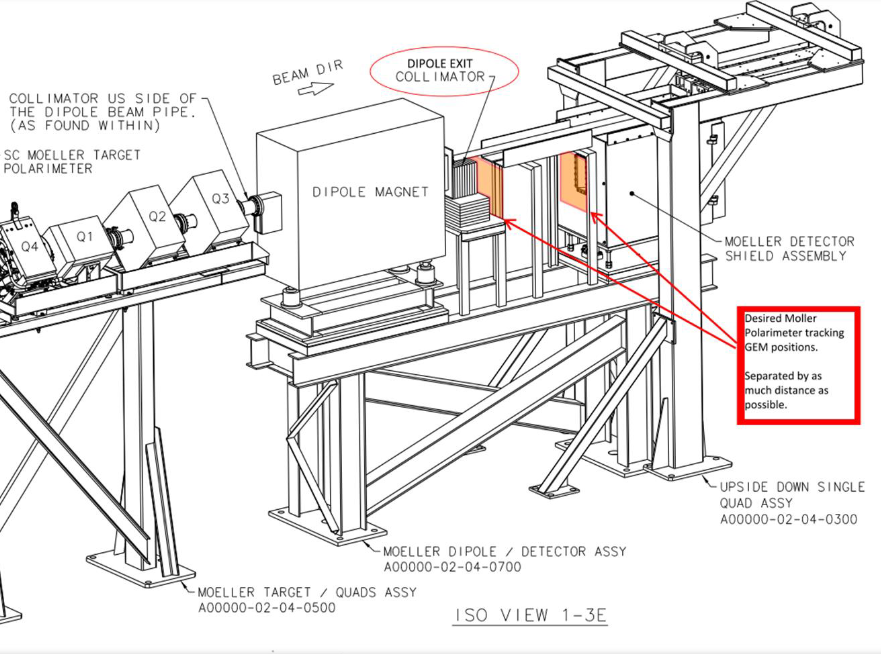 BEAM DIR
DIPOLE EXIT
COLLIMATOR
COLLIMATOR US SIDE OF
THE DIPOLE BEAM PIPE.
(AS FOUND WITHIN)
SC MOELLER TARGET
POLARIMETER
Q4
Q1
Q2
Q3
DIPOLE MAGNET
MOELLER DETECTOR
SHIELD ASSEMBLY
Desired Moller
Polarimeter tracking
GEM positions.
Separated by as
much distance as
possible.
UPSIDE DOWN SINGLE
QUAD ASSY
A00000-02-04-0300
MOELLER DIPOLE / DETECTOR ASSY
A00000-02-04-0700
MOELLER TARGET / QUADS ASSY
A00000-02-04-0500
ISO VIEW 1-3E